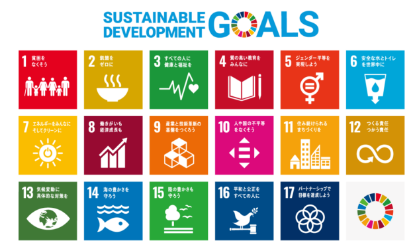 SUSTAINABLE
DEVELOPMENT GOALS
1 貧困を
なくそう
2 飢餓を
ゼロに
3 すべての人に
健康と福祉を
4 質の高い教育を
みんなに
5 ジェンダー平等を
実現しよう
6 安全な水とトイレ
を世界中に
7 エネルギーをみんなに
そしてクリーンに
8 働きがいも
経済成長も
9 産業と技術革新の
基盤をつくろう
10 人や国の不平等
をなくそう
11 住み続けられる
まちづくりを
12 つくる責任
つかう責任
13 気候変動に
具体的な対策を
14 海の豊かさを
守ろう
15 陸の豊かさも
守ろう
16 平和と公正を
すべての人に
17 パートナーシップで
目標を達成しよう